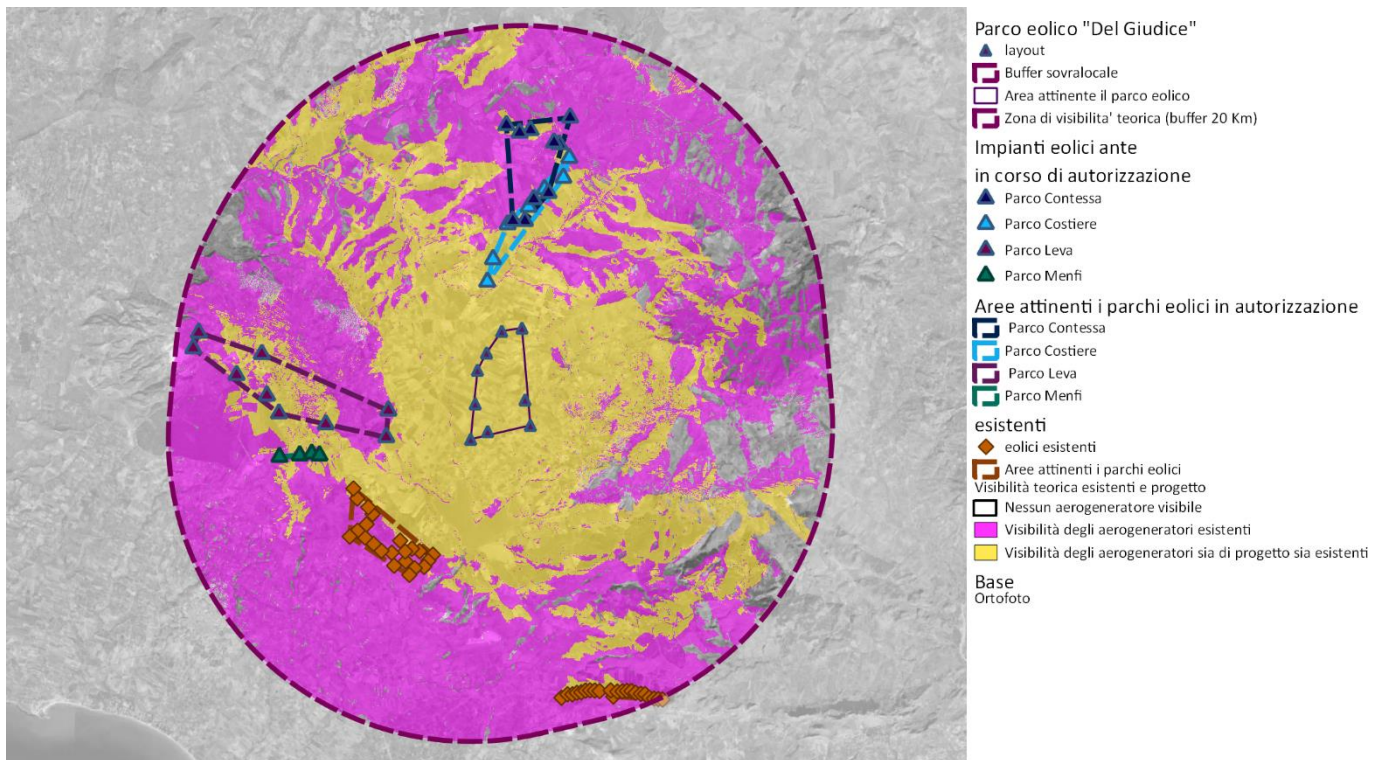 Parco eolico "Del Giudice"
layout
Buffer sovralocale
Area attinente il parco eolico
Zona di visibilita' teorica (buffer 20 Km)
Impianti eolici ante
in corso di autorizzazione
Parco Contessa
Parco Costiere
Parco Leva
Parco Menfi
Aree attinenti i parchi eolici in autorizzazione
Parco Contessa
Parco Costiere
Parco Leva
Parco Menfi
esistenti
eolici esistenti
Aree attinenti i parchi eolici
Visibilità teorica esistenti e progetto
Nessun aerogeneratore visibile
Visibilità degli aerogeneratori esistenti
Visibilità degli aerogeneratori sia di progetto sia esistenti
Base
Ortofoto